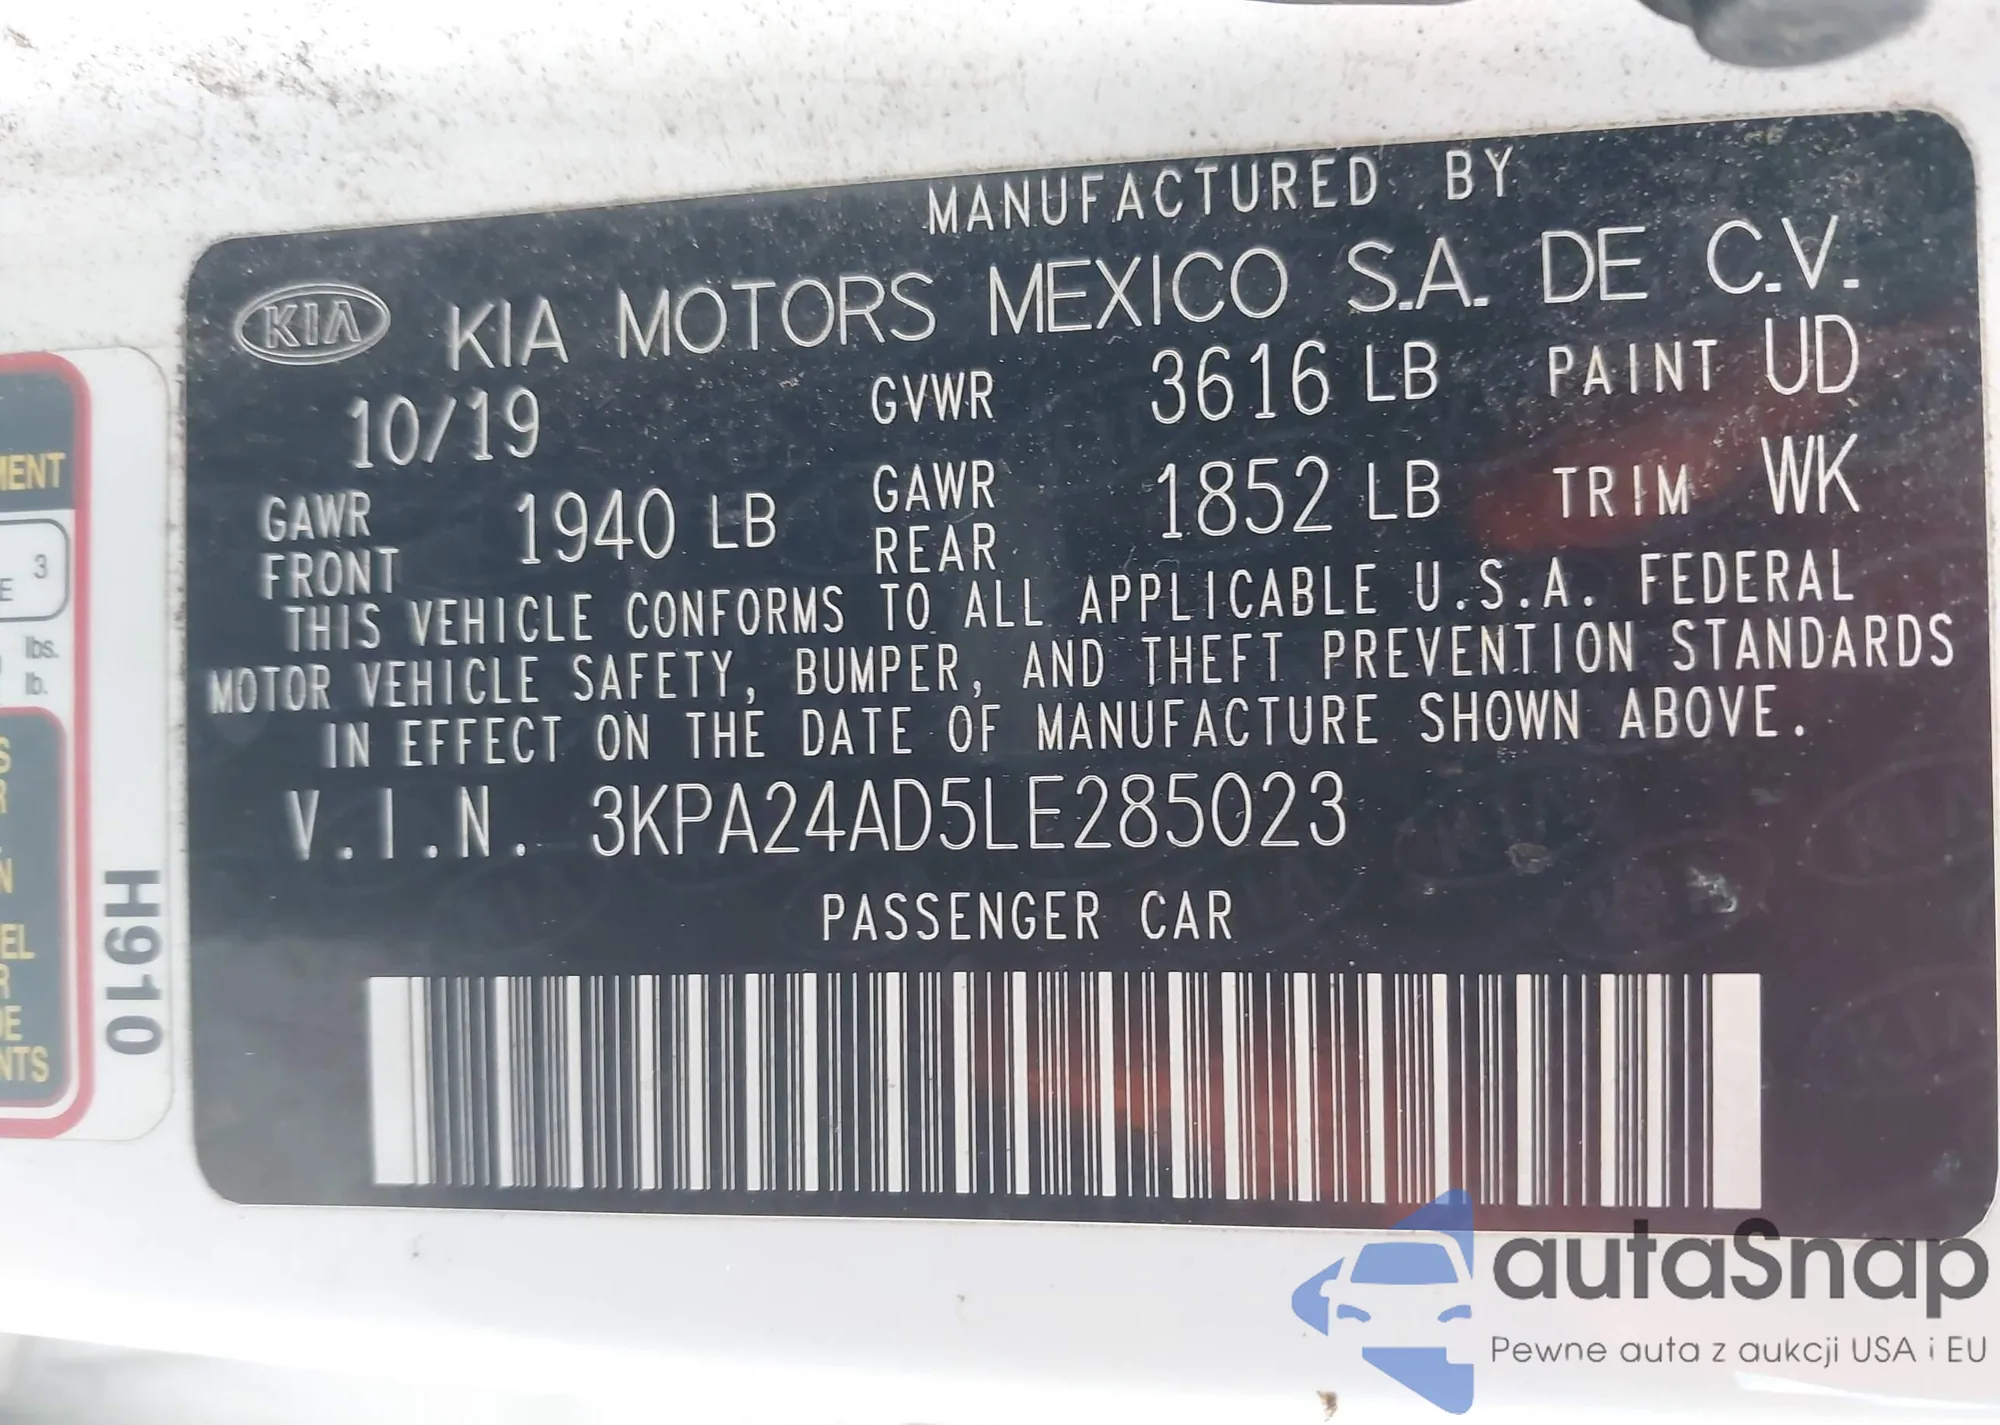 MANUFACTURED BY
KIA KIA MOTORS MEXICO S.A. DE C.V.
10/19 GVWR 3616 LB PAINT UD
GAWR FRONT 1940 LB GAWR REAR 1852 LB TRIM WK
THIS VEHICLE CONFORMS TO ALL APPLICABLE U.S.A. FEDERAL
MOTOR VEHICLE SAFETY, BUMPER, AND THEFT PREVENTION STANDARDS
IN EFFECT ON THE DATE OF MANUFACTURE SHOWN ABOVE.
V.I.N. 3KPA24AD5LE285023
PASSENGER CAR
3
lbs.
lb.
H910
autaSnap
Pewne auta z aukcji USA i EU